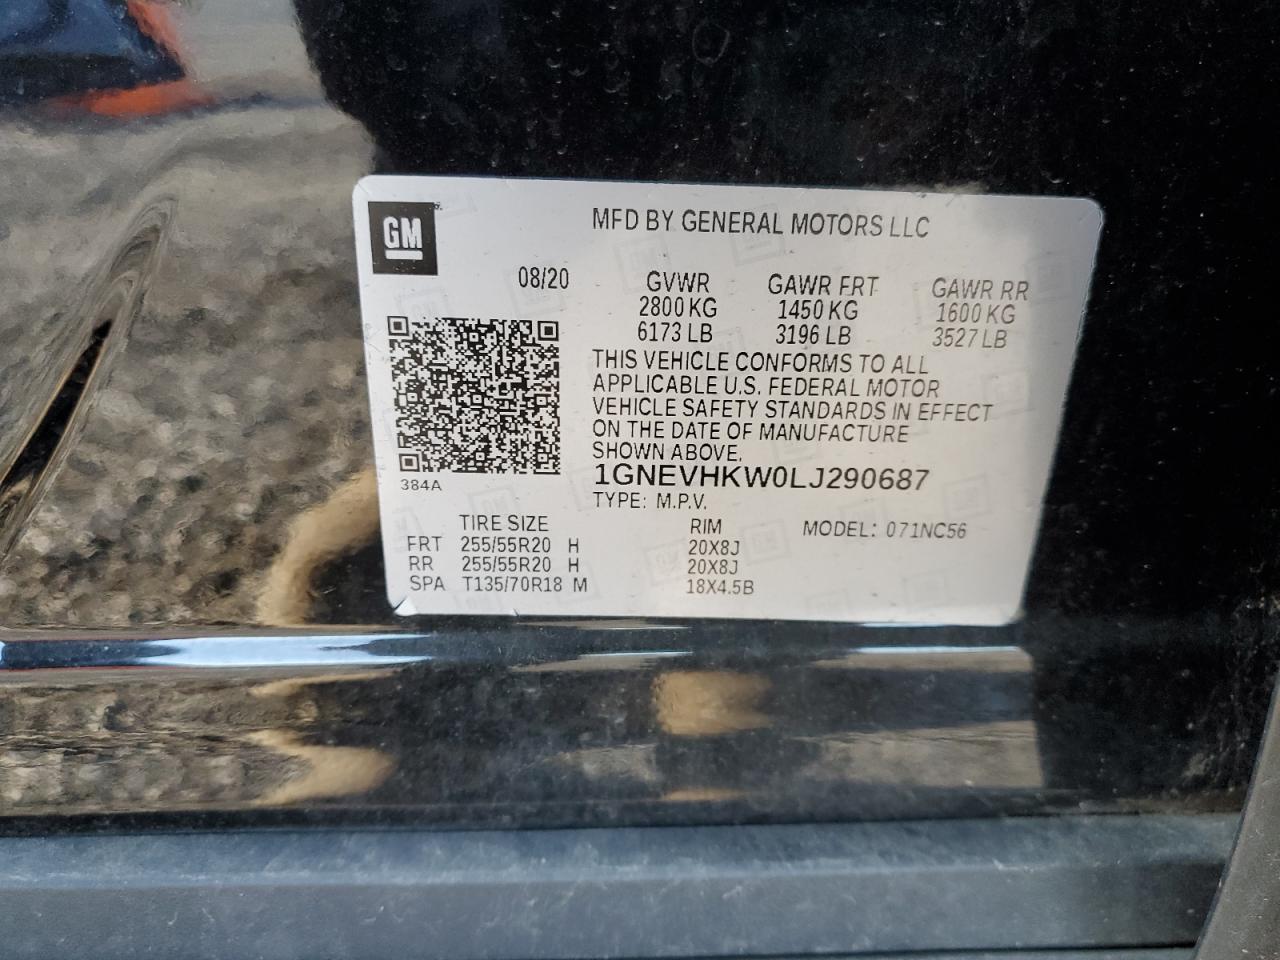 GM
MFD BY GENERAL MOTORS LLC
08/20 GVWR GAWR FRT GAWR RR
2800 KG 1450 KG 1600 KG
6173 LB 3196 LB 3527 LB
THIS VEHICLE CONFORMS TO ALL
APPLICABLE U.S. FEDERAL MOTOR
VEHICLE SAFETY STANDARDS IN EFFECT
ON THE DATE OF MANUFACTURE
SHOWN ABOVE.
1GNEVHKW0LJ290687
384A
TYPE: M.P.V.
TIRE SIZE RIM MODEL: 071NC56
FRT 255/55R20 H 20X8J
RR 255/55R20 H 20X8J
SPA T135/70R18 M 18X4.5B